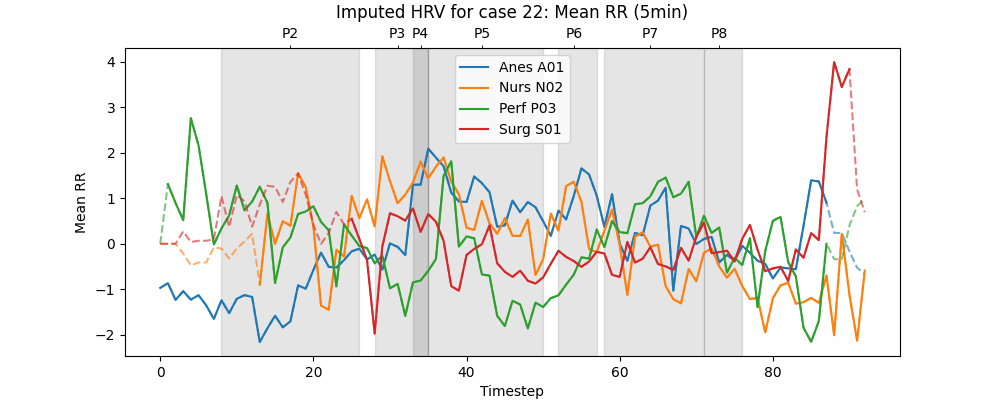 Imputed HRV for case 22: Mean RR (5min)
P2 P3 P4 P5 P6 P7 P8
Anes A01
Nurs N02
Perf P03
Surg S01
Mean RR
4
3
2
1
0
−1
−2
0 20 40 60 80
Timestep